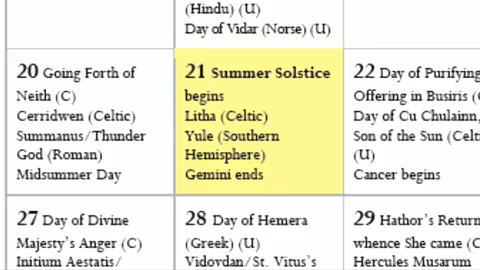 (Hindu) (U)
Day of Vidar (Norse) (U)
20 Going Forth of
Neith (C)
Cerridwen (Celtic)
Summanus/Thunder
God (Roman)
Midsummer Day
21 Summer Solstice
begins
Litha (Celtic)
Yule (Southern
Hemisphere)
Gemini ends
22 Day of Purifying
Offering in Busiris
Day of Cu Chulainn,
Son of the Sun
(U)
Cancer begins
27 Day of Divine
Majesty's Anger (C)
Initium Aestatis/
28 Day of Hemera
(Greek) (U)
Vidovdan/St. Vitus's
29 Hathor's Return
whence She came
Hercules Musarum